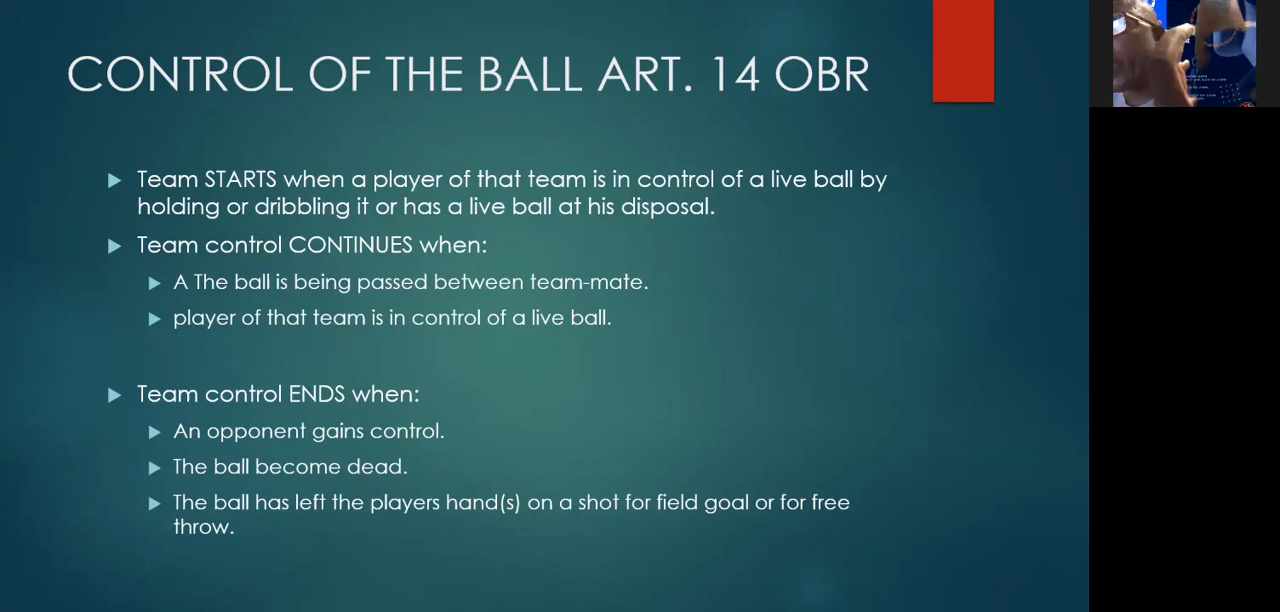 CONTROL OF THE BALL ART. 14 OBR
Team STARTS when a player of that team is in control of a live ball by
holding or dribbling it or has a live ball at his disposal.
Team control CONTINUES when:
A The ball is being passed between team-mate.
player of that team is in control of a live ball.
Team control ENDS when:
An opponent gains control.
The ball become dead.
The ball has left the players hand(s) on a shot for field goal or for free
throw.